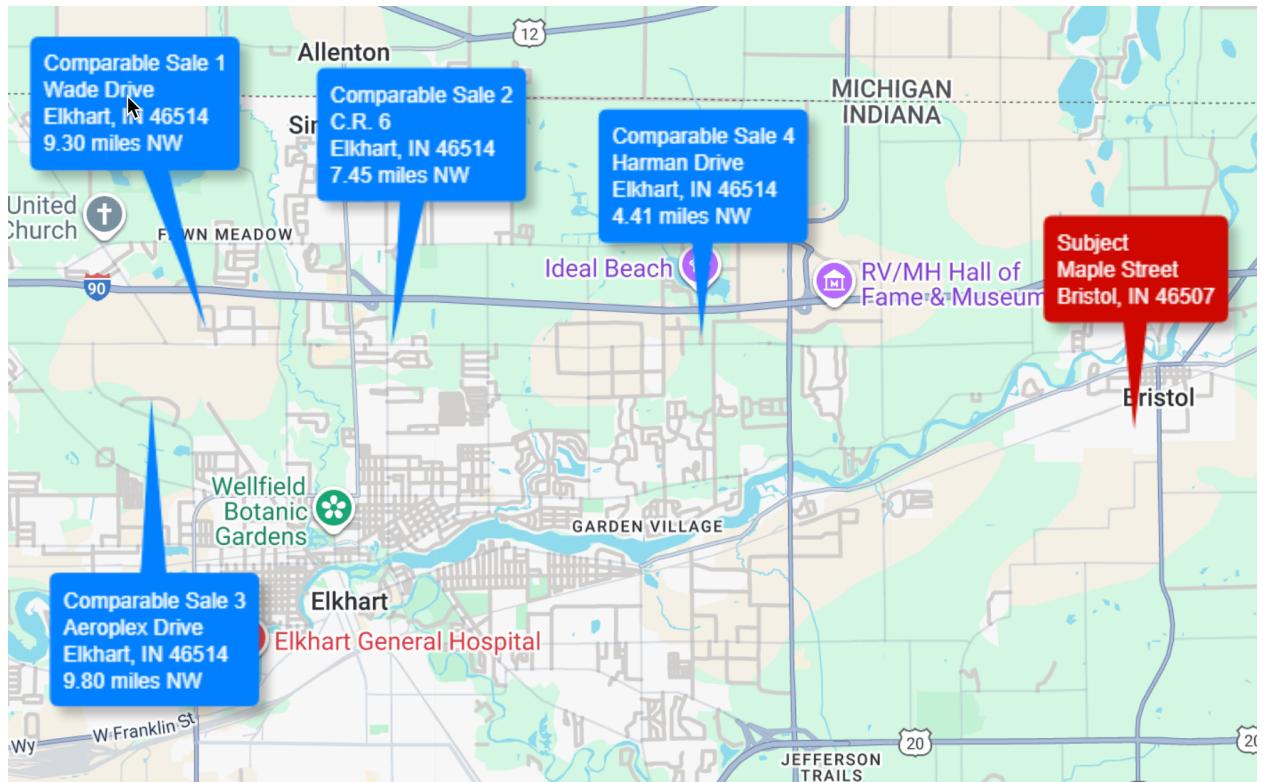 12
Allenton
Comparable Sale 1
Wade Drive
Elkhart, IN 46514
9.30 miles NW
Comparable Sale 2
C.R. 6
Elkhart, IN 46514
7.45 miles NW
MICHIGAN
INDIANA
Comparable Sale 4
Harman Drive
Elkhart, IN 46514
4.41 miles NW
United
Church
Subject
Maple Street
Bristol, IN 46507
Ideal Beach
RV/MH Hall of
Fame & Museum
90
Bristol
Wellfield
Botanic
Gardens
GARDEN VILLAGE
Elkhart
Comparable Sale 3
Aeroplex Drive
Elkhart, IN 46514
9.80 miles NW
Elkhart General Hospital
W Franklin St
Wy
20
JEFFERSON
TRAILS